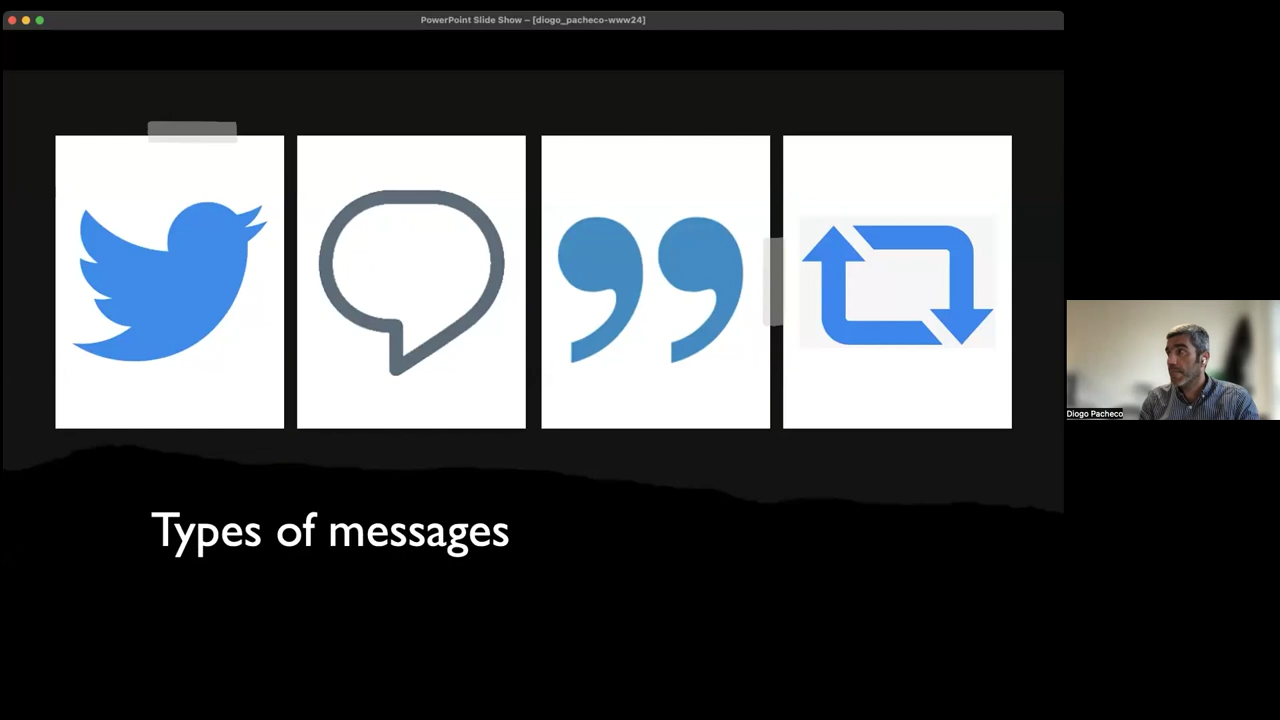 PowerPoint Slide Show – [diogo_pacheco-www24]
Diogo Pacheco
Types of messages